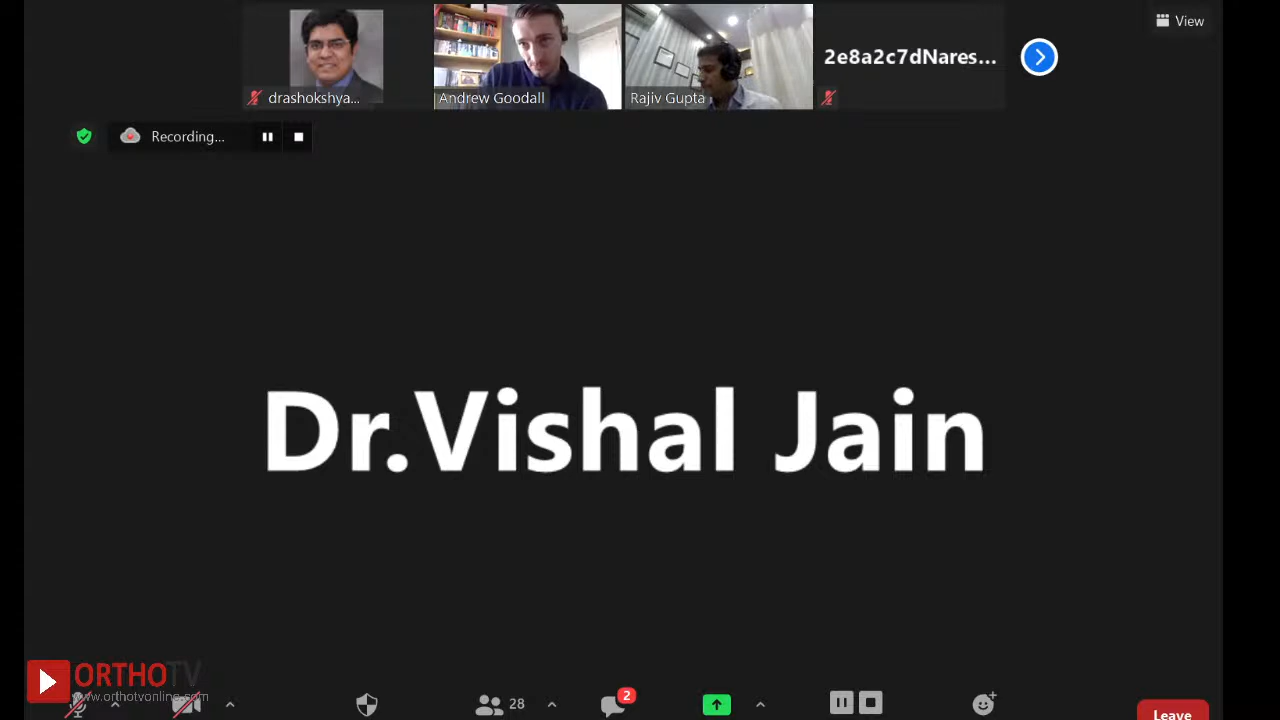 View
drashokshya...
Andrew Goodall
Rajiv Gupta
2e8a2c7dNares...
Recording...
Dr.Vishal Jain
ORTHOTV
www.orthotvonline.com
28
2
Leave